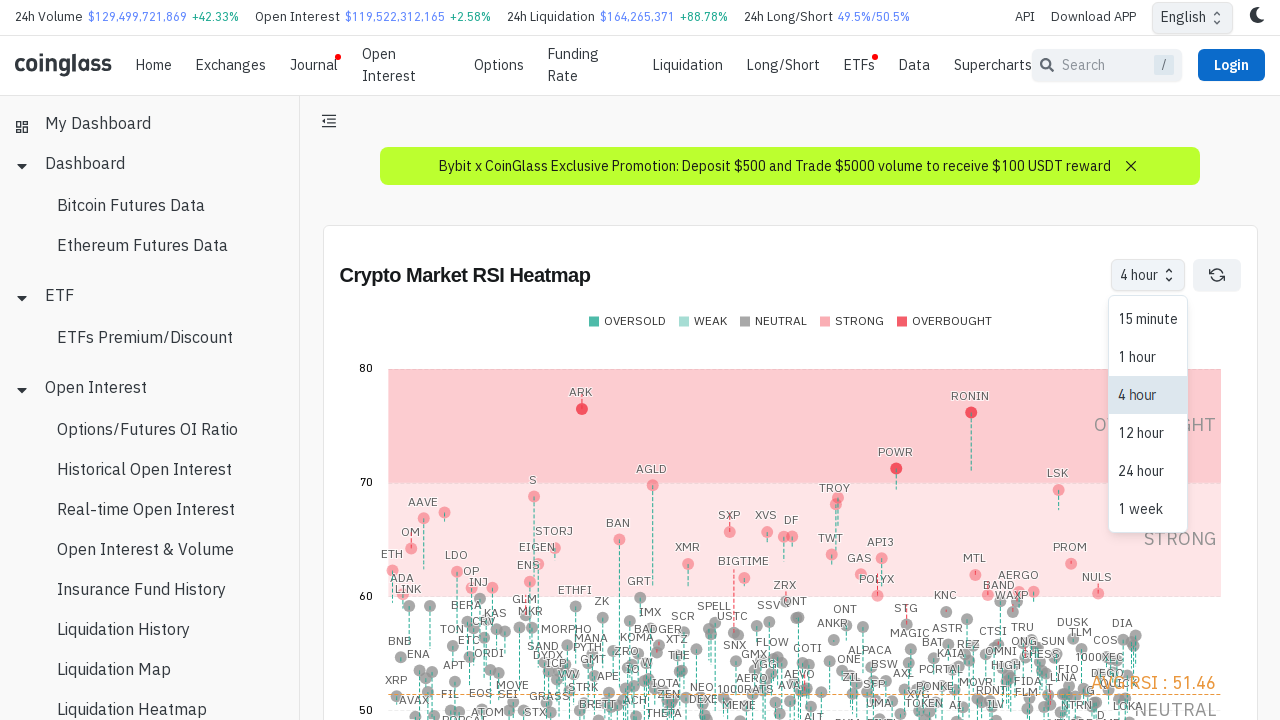 24h Volume $129,499,721,869 +42.33% Open Interest $119,522,312,165 +2.58% 24h Liquidation $164,265,371 +88.78% 24h Long/Short 49.5%/50.5% API Download APP English
coinglass Home Exchanges Journal Open Interest Options Funding Rate Liquidation Long/Short ETFs Data Supercharts Search / Login
My Dashboard
Dashboard
Bitcoin Futures Data
Ethereum Futures Data
ETF
ETFs Premium/Discount
Open Interest
Options/Futures OI Ratio
Historical Open Interest
Real-time Open Interest
Open Interest & Volume
Insurance Fund History
Liquidation History
Liquidation Map
Liquidation Heatmap
Bybit x CoinGlass Exclusive Promotion: Deposit $500 and Trade $5000 volume to receive $100 USDT reward
Crypto Market RSI Heatmap
4 hour
15 minute
1 hour
4 hour
12 hour
24 hour
1 week
OVERSOLD WEAK NEUTRAL STRONG OVERBOUGHT
80
ARK RONIN
POWR
AGLD LSK
70 S
TROY
AAVE
SXP XVS DF
BAN
OM STORJ
STRONG
TWT API3
ETH LDO EIGEN XMR PROM
BIGTIME GAS MTL
ENS
ADA OP INJ GRT POLYX AERGO NULS
LINK ETHFI ZRX BAND
60 WAXP
GLM ZK SSV ONT KNC
BERA MKR IMX SPELL ONT STG
KAS SCR USTC
CRV DUSK DIA
TON MORPHO BADGER ANKR ASTR CTSI TRU TLM
BNB ETC MANA KOMA XTZ FLOW MAGIC BAT ONG SUN COS
SAND PYTH SNX COTI ALPACA KAIA REZ
ENA ORDI DYDX ZRO THE GMX ONE OMNI CHESS 1000XEC
APT ICP GMT YGG BSW HIGH FIO
XRP VVV APE IO AERO AEVO ZIL AXL PORTAL LINA DEGO
MOVE STRK IOTA NEO 1000RATS SFP MOVR FIDA AVG RSI : 51.46
AVAX FIL EOS SEI GRASS ZEN DEXE RDNT FLM
BRETT ACH MEME UMA TOKEN ILV NTRN LOKA
50 ATOM STX THETA ALT NEUTRAL